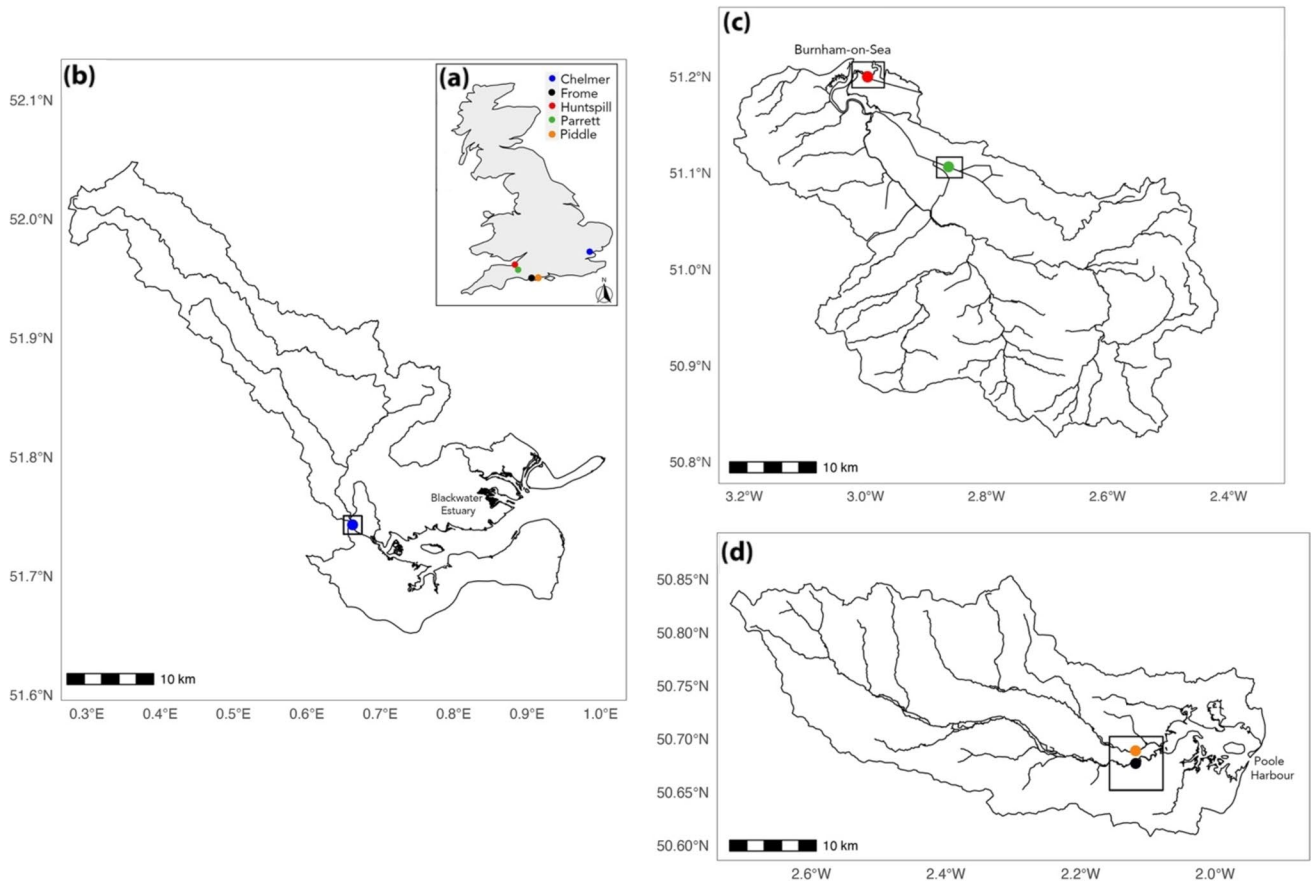 (b)
52.1°N
52.0°N
51.9°N
51.8°N
51.7°N
51.6°N
0.3°E 0.4°E 0.5°E 0.6°E 0.7°E 0.8°E 0.9°E 1.0°E
Blackwater
Estuary
10 km
(a)
Chelmer
Frome
Huntspill
Parrett
Piddle
N
(c)
Burnham-on-Sea
51.2°N
51.1°N
51.0°N
50.9°N
50.8°N
10 km
3.2°W 3.0°W 2.8°W 2.6°W 2.4°W
(d)
50.85°N
50.80°N
50.75°N
50.70°N
50.65°N
50.60°N
Poole
Harbour
10 km
2.6°W 2.4°W 2.2°W 2.0°W